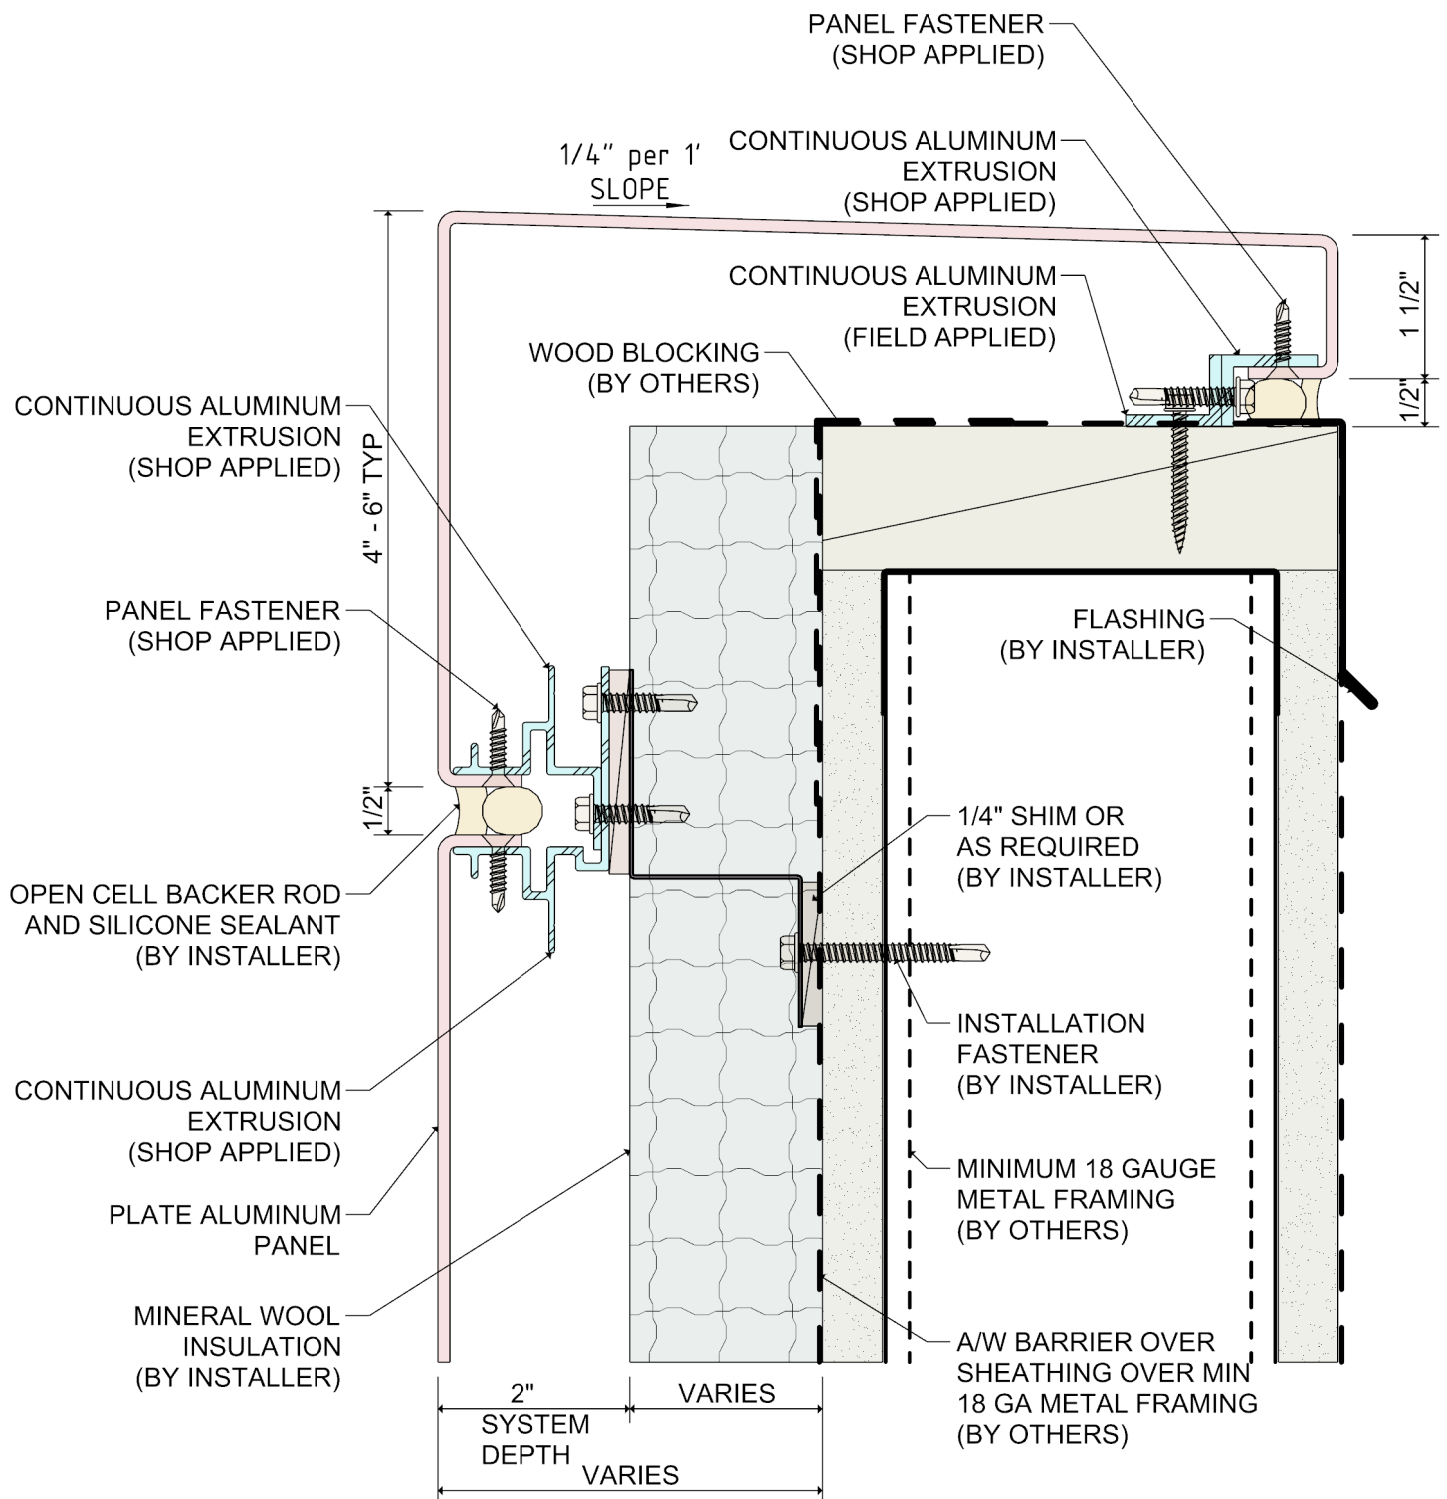 PANEL FASTENER
(SHOP APPLIED)
1/4" per 1'
SLOPE
CONTINUOUS ALUMINUM
EXTRUSION
(SHOP APPLIED)
CONTINUOUS ALUMINUM
EXTRUSION
(FIELD APPLIED)
1 1/2"
WOOD BLOCKING
(BY OTHERS)
1/2"
CONTINUOUS ALUMINUM
EXTRUSION
(SHOP APPLIED)
4" - 6" TYP
PANEL FASTENER
(SHOP APPLIED)
FLASHING
(BY INSTALLER)
1/2"
1/4" SHIM OR
AS REQUIRED
(BY INSTALLER)
OPEN CELL BACKER ROD
AND SILICONE SEALANT
(BY INSTALLER)
INSTALLATION
FASTENER
(BY INSTALLER)
CONTINUOUS ALUMINUM
EXTRUSION
(SHOP APPLIED)
MINIMUM 18 GAUGE
METAL FRAMING
(BY OTHERS)
PLATE ALUMINUM
PANEL
MINERAL WOOL
INSULATION
(BY INSTALLER)
A/W BARRIER OVER
SHEATHING OVER MIN
18 GA METAL FRAMING
(BY OTHERS)
2"
SYSTEM
DEPTH
VARIES
VARIES